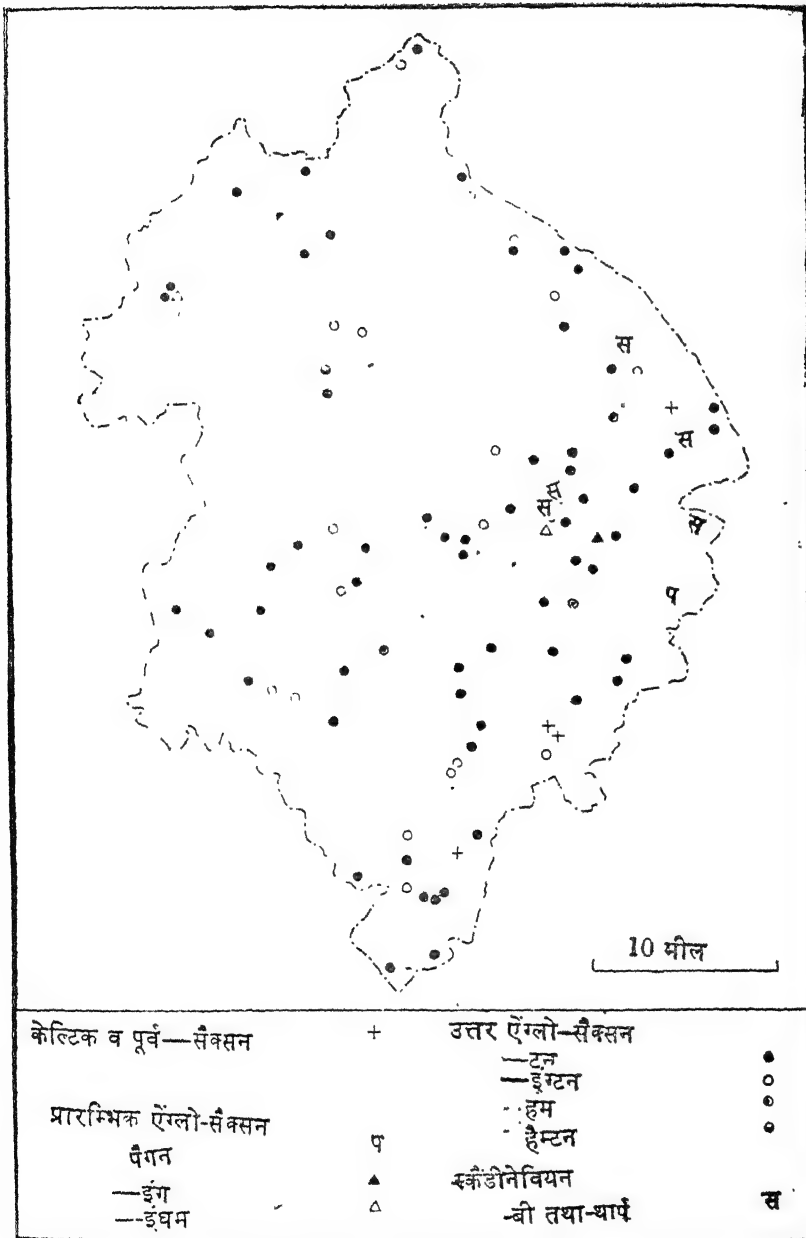 स
स
स
स
स
प
10 मील
केल्टिक व पूर्व—सैक्सन +
प्रारम्भिक ऐंग्लो-सैक्सन
पैगन प
—इंग ▲
—-इंघम △
उत्तर ऐंग्लो—सैक्सन
—टन ●
—इंग्टन ○
--हम
--हैम्टन
स्कैंडीनेवियन
-बी तथा-थार्प स